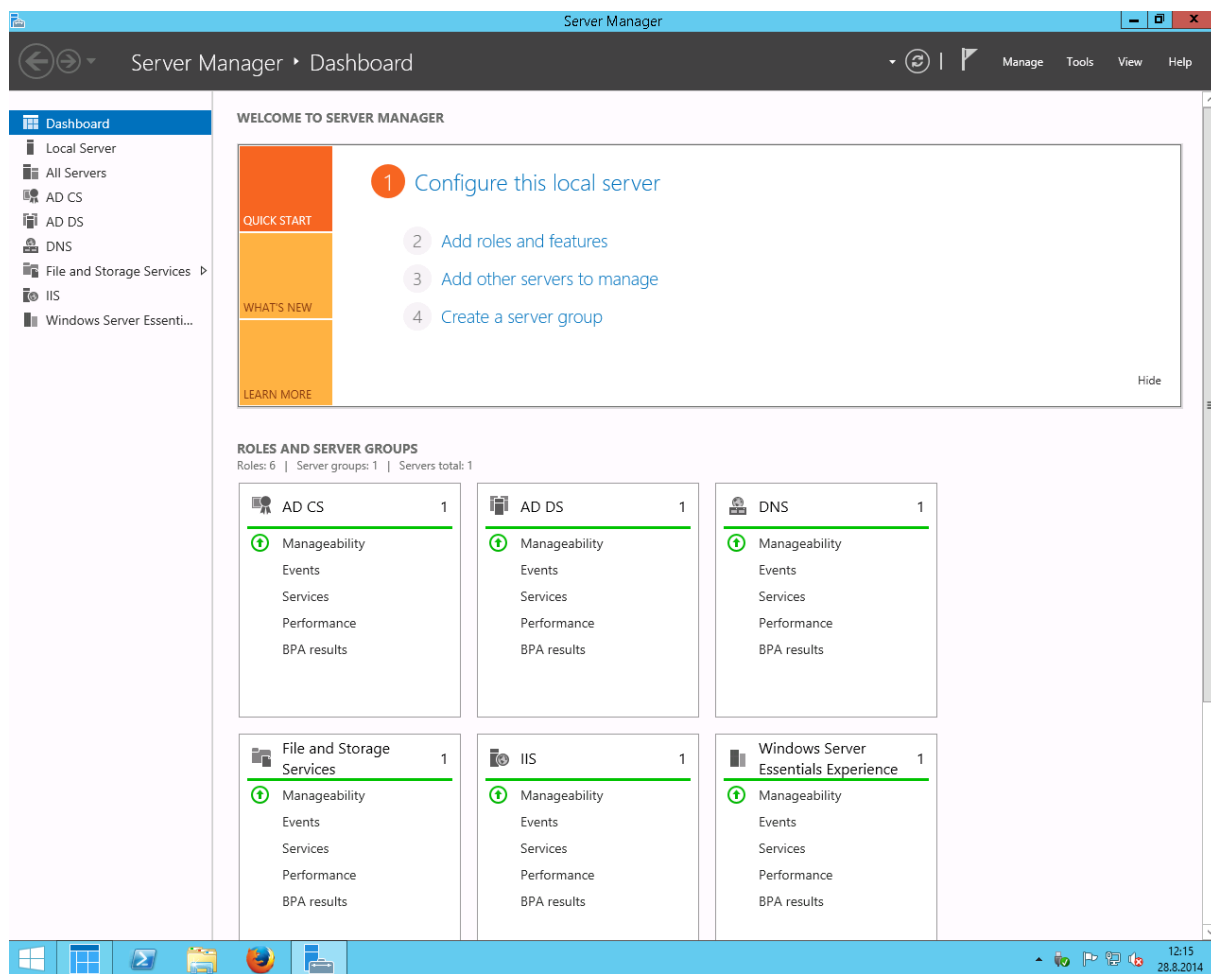 Server Manager
Server Manager • Dashboard
Manage Tools View Help
Dashboard
Local Server
All Servers
AD CS
AD DS
DNS
File and Storage Services
IIS
Windows Server Essenti...
WELCOME TO SERVER MANAGER
QUICK START
WHAT'S NEW
LEARN MORE
1 Configure this local server
2 Add roles and features
3 Add other servers to manage
4 Create a server group
Hide
ROLES AND SERVER GROUPS
Roles: 6 | Server groups: 1 | Servers total: 1
AD CS 1
Manageability
Events
Services
Performance
BPA results
AD DS 1
Manageability
Events
Services
Performance
BPA results
DNS 1
Manageability
Events
Services
Performance
BPA results
File and Storage
Services 1
Manageability
Events
Services
Performance
BPA results
IIS 1
Manageability
Events
Services
Performance
BPA results
Windows Server
Essentials Experience 1
Manageability
Events
Services
Performance
BPA results
12:15
28.8.2014